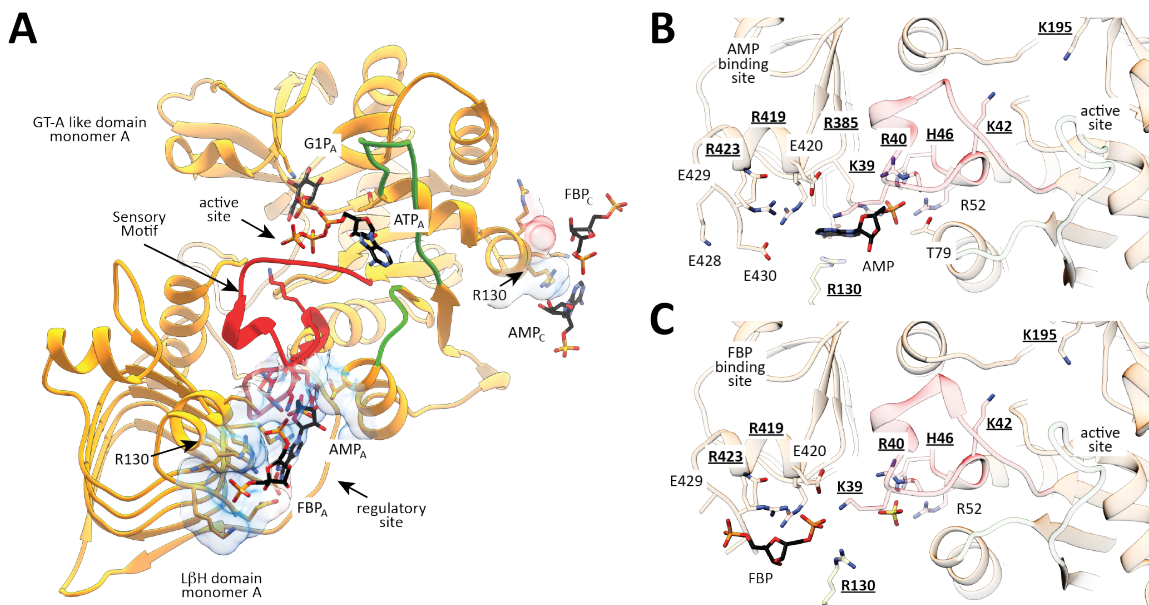 A
GT-A like domain
monomer A
G1PA
active
site
Sensory
Motif
ATPA
FBPC
R130
AMPC
R130
AMPA
FBPA
regulatory
site
LβH domain
monomer A
B
K195
AMP
binding
site
active
site
R419
R385
R423
E420
R40
H46
K42
E429
K39
R52
E428
E430
AMP
T79
R130
C
K195
FBP
binding
site
R419
K42
R423
E420
R40
H46
active
site
E429
K39
R52
FBP
R130